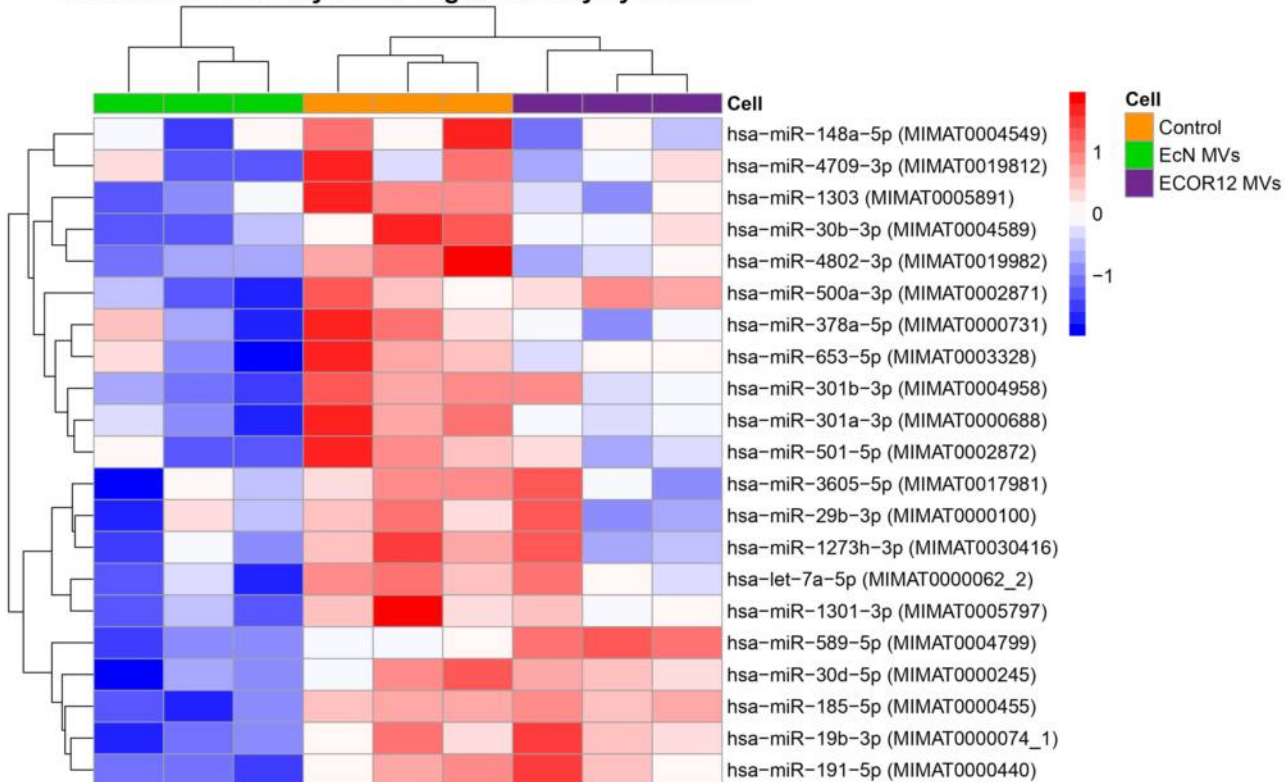 Cell
hsa-miR-148a-5p (MIMAT0004549)
hsa-miR-4709-3p (MIMAT0019812)
hsa-miR-1303 (MIMAT0005891)
hsa-miR-30b-3p (MIMAT0004589)
hsa-miR-4802-3p (MIMAT0019982)
hsa-miR-500a-3p (MIMAT0002871)
hsa-miR-378a-5p (MIMAT0000731)
hsa-miR-653-5p (MIMAT0003328)
hsa-miR-301b-3p (MIMAT0004958)
hsa-miR-301a-3p (MIMAT0000688)
hsa-miR-501-5p (MIMAT0002872)
hsa-miR-3605-5p (MIMAT0017981)
hsa-miR-29b-3p (MIMAT0000100)
hsa-miR-1273h-3p (MIMAT0030416)
hsa-let-7a-5p (MIMAT0000062_2)
hsa-miR-1301-3p (MIMAT0005797)
hsa-miR-589-5p (MIMAT0004799)
hsa-miR-30d-5p (MIMAT0000245)
hsa-miR-185-5p (MIMAT0000455)
hsa-miR-19b-3p (MIMAT0000074_1)
hsa-miR-191-5p (MIMAT0000440)
1
0
−1
Cell
Control
EcN MVs
ECOR12 MVs